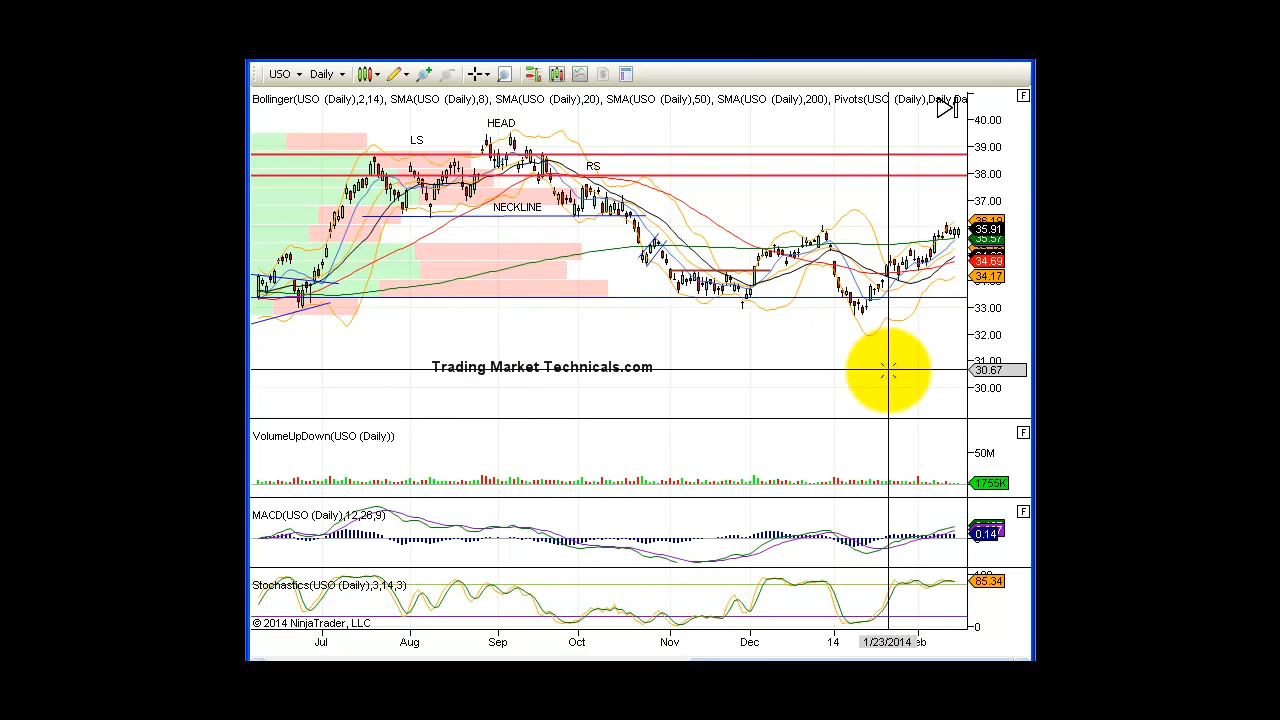 USO Daily
Bollinger(USO (Daily),2,14), SMA(USO (Daily),8), SMA(USO (Daily),20), SMA(USO (Daily),50), SMA(USO (Daily),200), Pivots(USO (Daily),Daily,Da
F
40.00
HEAD
LS
39.00
RS
38.00
37.00
NECKLINE
36.18
35.91
35.57
34.69
34.17
33.00
32.00
31.00
Trading Market Technicals.com
30.67
30.00
VolumeUpDown(USO (Daily))
F
50M
1755K
MACD(USO (Daily),12,26,9)
F
0.14
Stochastics(USO (Daily),3,14,3)
85.34
© 2014 NinjaTrader, LLC
0
Jul Aug Sep Oct Nov Dec 14 1/23/2014 eb